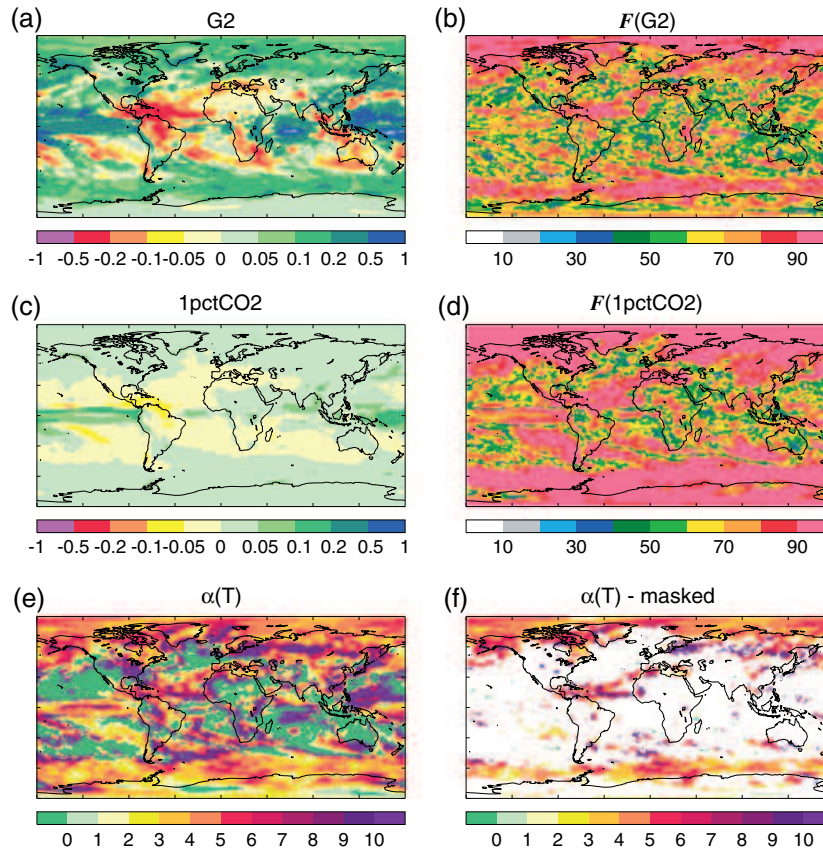 (a) G2
(b) F(G2)
-1 -0.5 -0.2 -0.1 -0.05 0 0.05 0.1 0.2 0.5 1
10 30 50 70 90
(c) 1pctCO2
(d) F(1pctCO2)
-1 -0.5 -0.2 -0.1 -0.05 0 0.05 0.1 0.2 0.5 1
10 30 50 70 90
(e) α(T)
(f) α(T) - masked
0 1 2 3 4 5 6 7 8 9 10
0 1 2 3 4 5 6 7 8 9 10